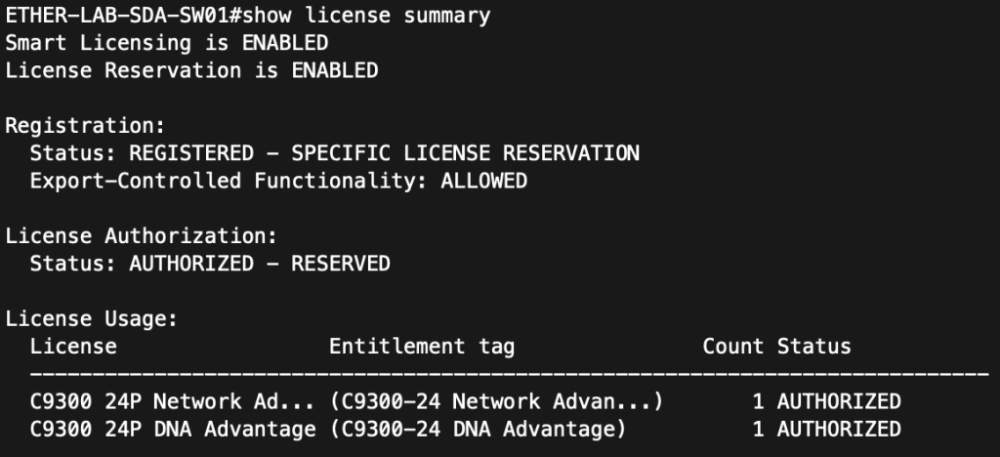 ETHER-LAB-SDA-SW01#show license summary
Smart Licensing is ENABLED
License Reservation is ENABLED
Registration:
Status: REGISTERED - SPECIFIC LICENSE RESERVATION
Export-Controlled Functionality: ALLOWED
License Authorization:
Status: AUTHORIZED - RESERVED
License Usage:
License Entitlement tag Count Status
-----------------------------------------------------------------------------
C9300 24P Network Ad... (C9300-24 Network Advan...) 1 AUTHORIZED
C9300 24P DNA Advantage (C9300-24 DNA Advantage) 1 AUTHORIZED